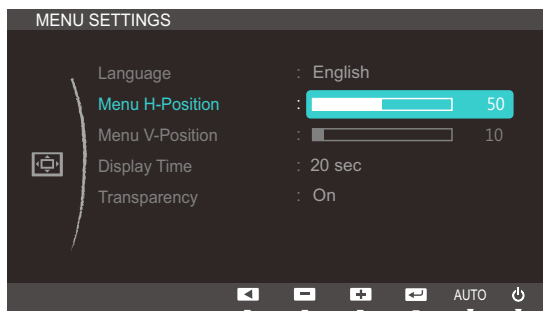 MENU SETTINGS
Language : English
Menu H-Position : 50
Menu V-Position : 10
Display Time : 20 sec
Transparency : On
AUTO